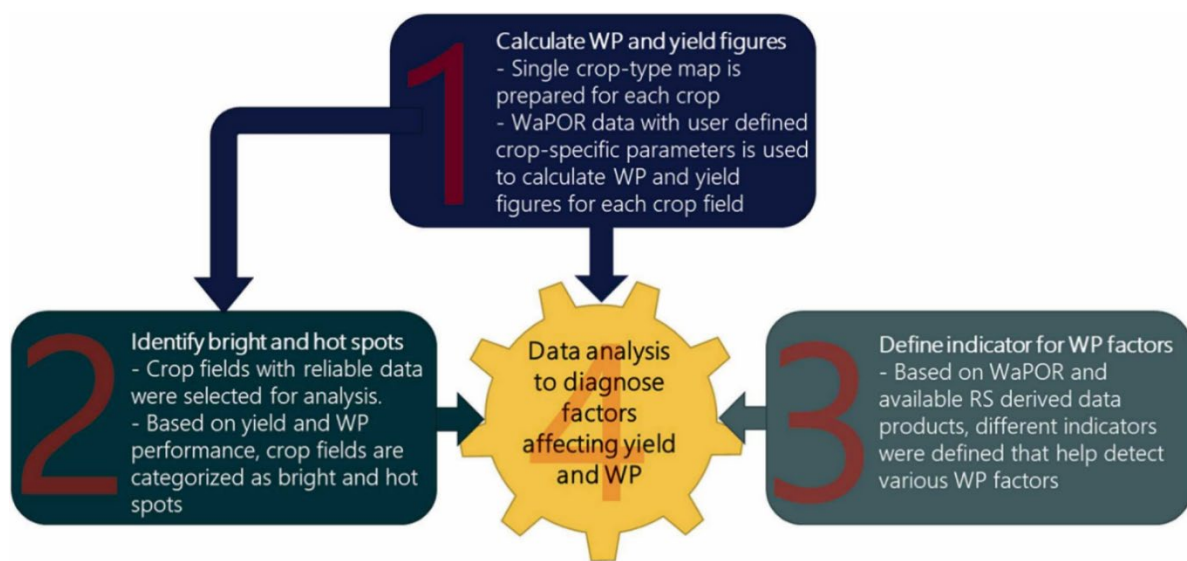 1
Calculate WP and yield figures
- Single crop-type map is
prepared for each crop
- WaPOR data with user defined
crop-specific parameters is used
to calculate WP and yield
figures for each crop field
2
Identify bright and hot spots
- Crop fields with reliable data
were selected for analysis.
- Based on yield and WP
performance, crop fields are
categorized as bright and hot
spots
4
Data analysis
to diagnose
factors
affecting yield
and WP
3
Define indicator for WP factors
- Based on WaPOR and
available RS derived data
products, different indicators
were defined that help detect
various WP factors